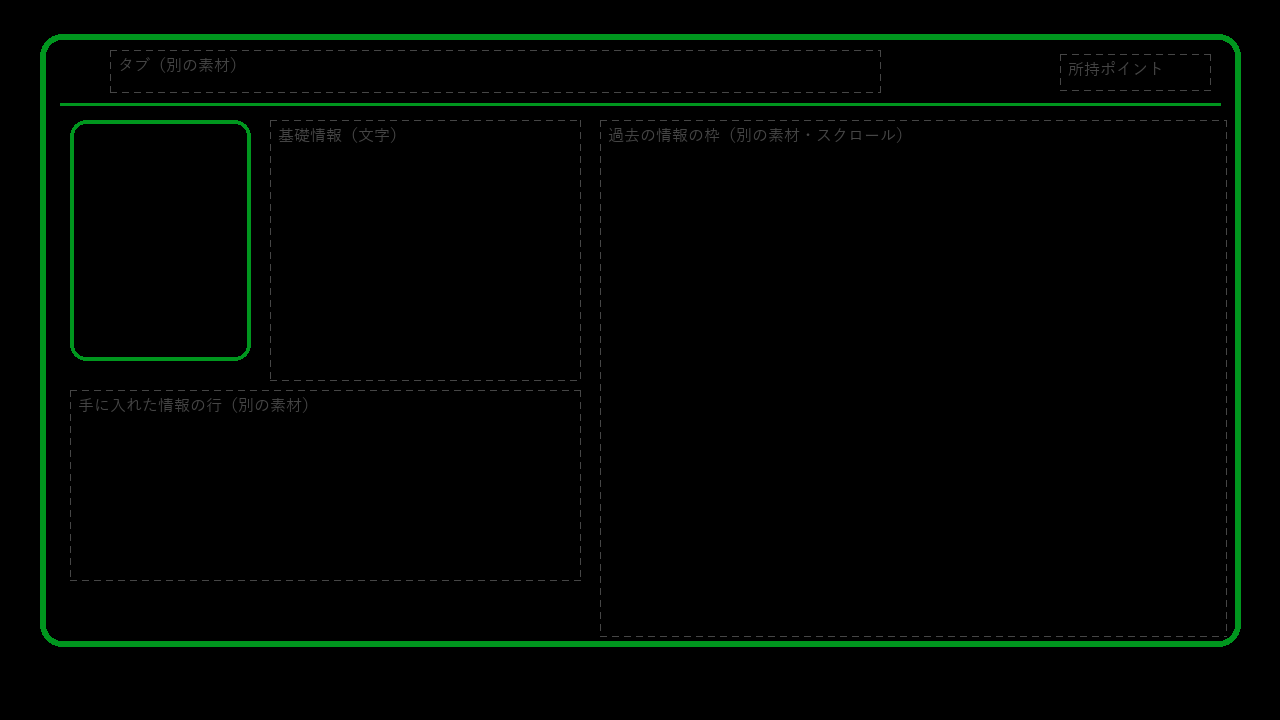 タブ（別の素材）
所持ポイント
基礎情報（文字）
過去の情報の枠（別の素材・スクロール）
手に入れた情報の行（別の素材）